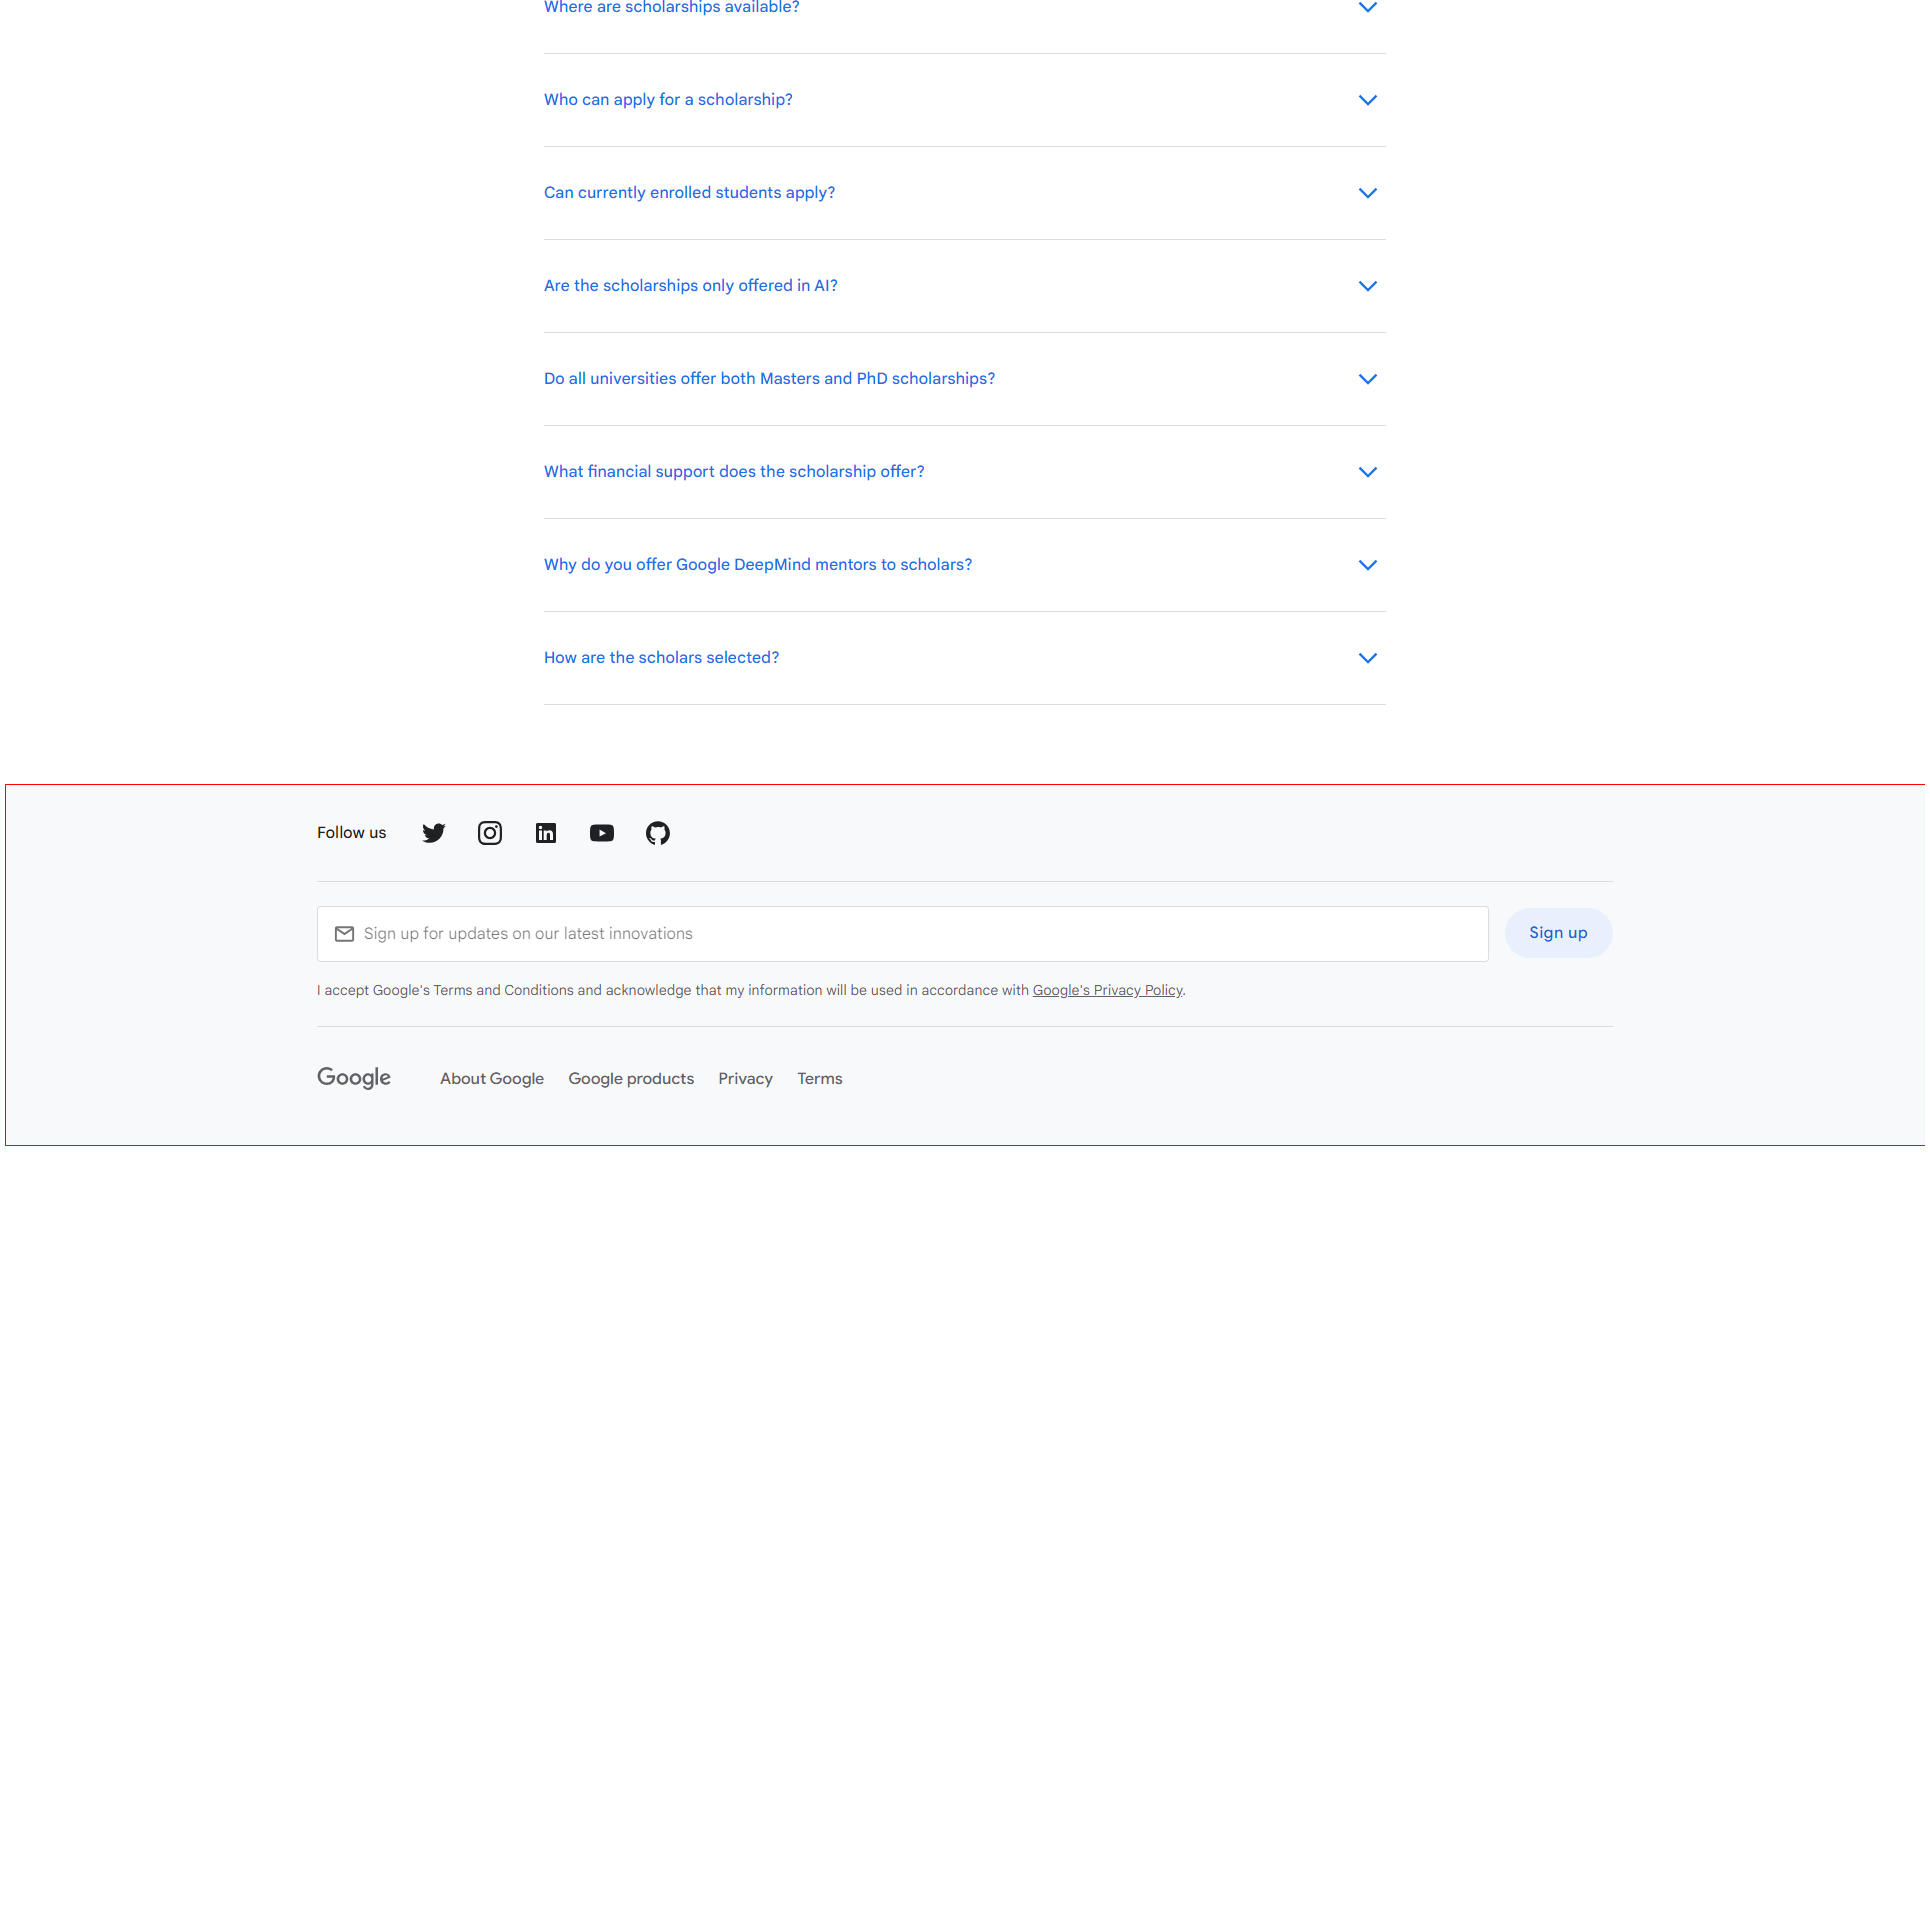 Where are scholarships available?
Who can apply for a scholarship?
Can currently enrolled students apply?
Are the scholarships only offered in AI?
Do all universities offer both Masters and PhD scholarships?
What financial support does the scholarship offer?
Why do you offer Google DeepMind mentors to scholars?
How are the scholars selected?
Follow us
Sign up for updates on our latest innovations
Sign up
I accept Google's Terms and Conditions and acknowledge that my information will be used in accordance with Google's Privacy Policy.
Google About Google Google products Privacy Terms